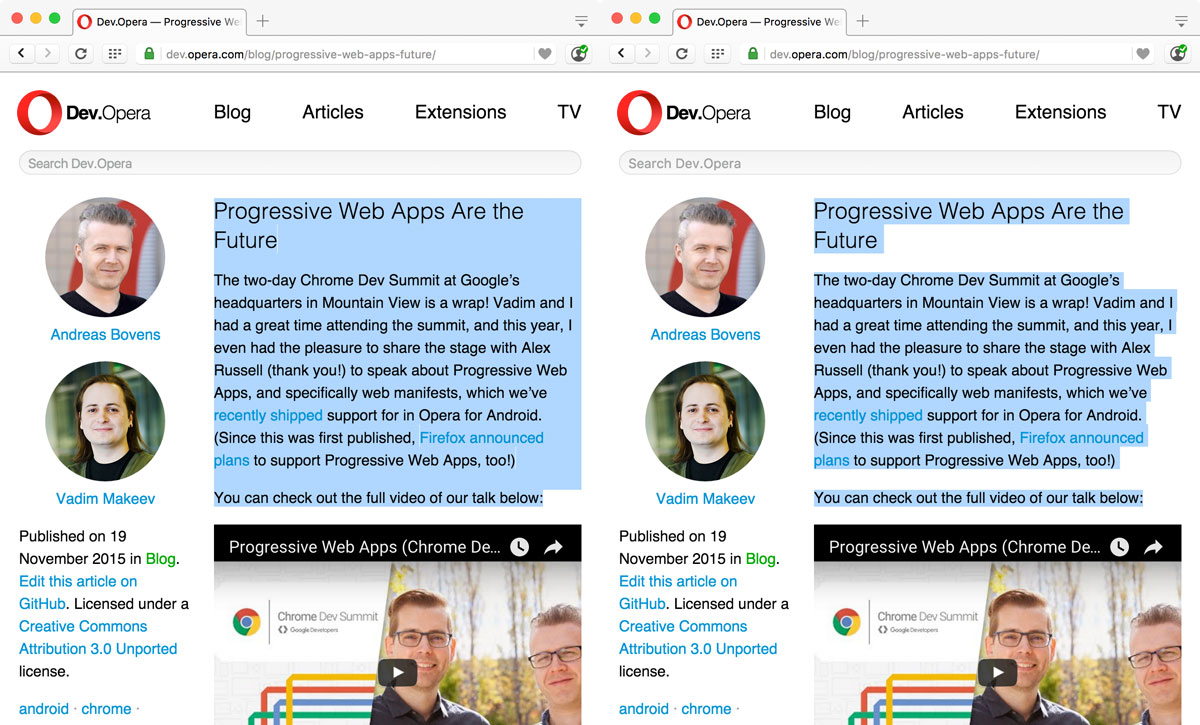 Dev.Opera — Progressive We
dev.opera.com/blog/progressive-web-apps-future/
Dev.Opera
Blog
Articles
Extensions
TV
Search Dev.Opera
Andreas Bovens
Vadim Makeev
Published on 19
November 2015 in Blog.
Edit this article on
GitHub. Licensed under a
Creative Commons
Attribution 3.0 Unported
license.
android · chrome ·
Progressive Web Apps Are the
Future
The two-day Chrome Dev Summit at Google’s
headquarters in Mountain View is a wrap! Vadim and I
had a great time attending the summit, and this year, I
even had the pleasure to share the stage with Alex
Russell (thank you!) to speak about Progressive Web
Apps, and specifically web manifests, which we’ve
recently shipped support for in Opera for Android.
(Since this was first published, Firefox announced
plans to support Progressive Web Apps, too!)
You can check out the full video of our talk below:
Progressive Web Apps (Chrome De...
Chrome Dev Summit
Google Developers
Dev.Opera — Progressive We
dev.opera.com/blog/progressive-web-apps-future/
Dev.Opera
Blog
Articles
Extensions
TV
Search Dev.Opera
Andreas Bovens
Vadim Makeev
Published on 19
November 2015 in Blog.
Edit this article on
GitHub. Licensed under a
Creative Commons
Attribution 3.0 Unported
license.
android · chrome ·
Progressive Web Apps Are the
Future
The two-day Chrome Dev Summit at Google’s
headquarters in Mountain View is a wrap! Vadim and I
had a great time attending the summit, and this year, I
even had the pleasure to share the stage with Alex
Russell (thank you!) to speak about Progressive Web
Apps, and specifically web manifests, which we’ve
recently shipped support for in Opera for Android.
(Since this was first published, Firefox announced
plans to support Progressive Web Apps, too!)
You can check out the full video of our talk below:
Progressive Web Apps (Chrome De...
Chrome Dev Summit
Google Developers